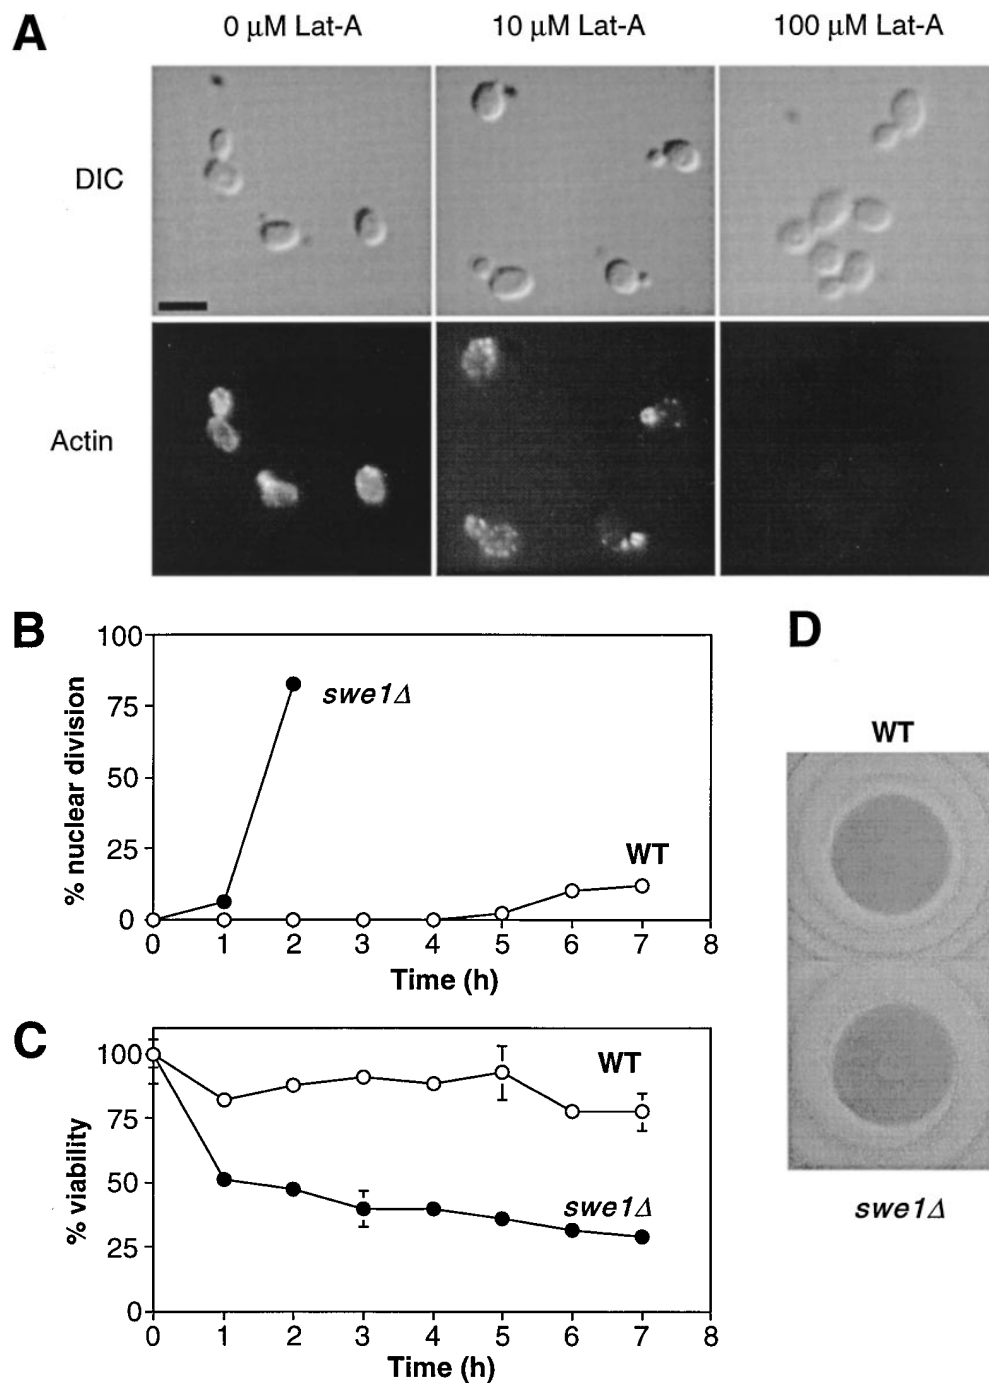 A
0 μM Lat-A
10 μM Lat-A
100 μM Lat-A
DIC
Actin
B
100
75
50
25
0
% nuclear division
swe1Δ
WT
0 1 2 3 4 5 6 7 8
Time (h)
C
100
75
50
25
0
% viability
WT
swe1Δ
0 1 2 3 4 5 6 7 8
Time (h)
D
WT
swe1Δ